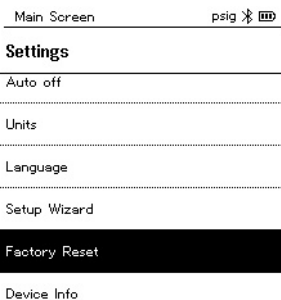 Main Screen psig
Settings
Auto off
Units
Language
Setup Wizard
Factory Reset
Device Info